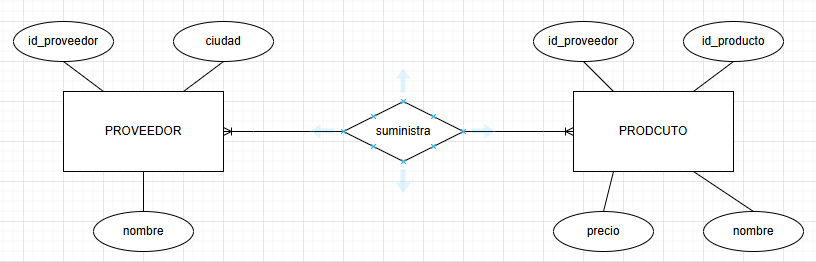 id_proveedor
ciudad
id_proveedor
id_producto
PROVEEDOR
suministra
PRODCUTO
nombre
precio
nombre